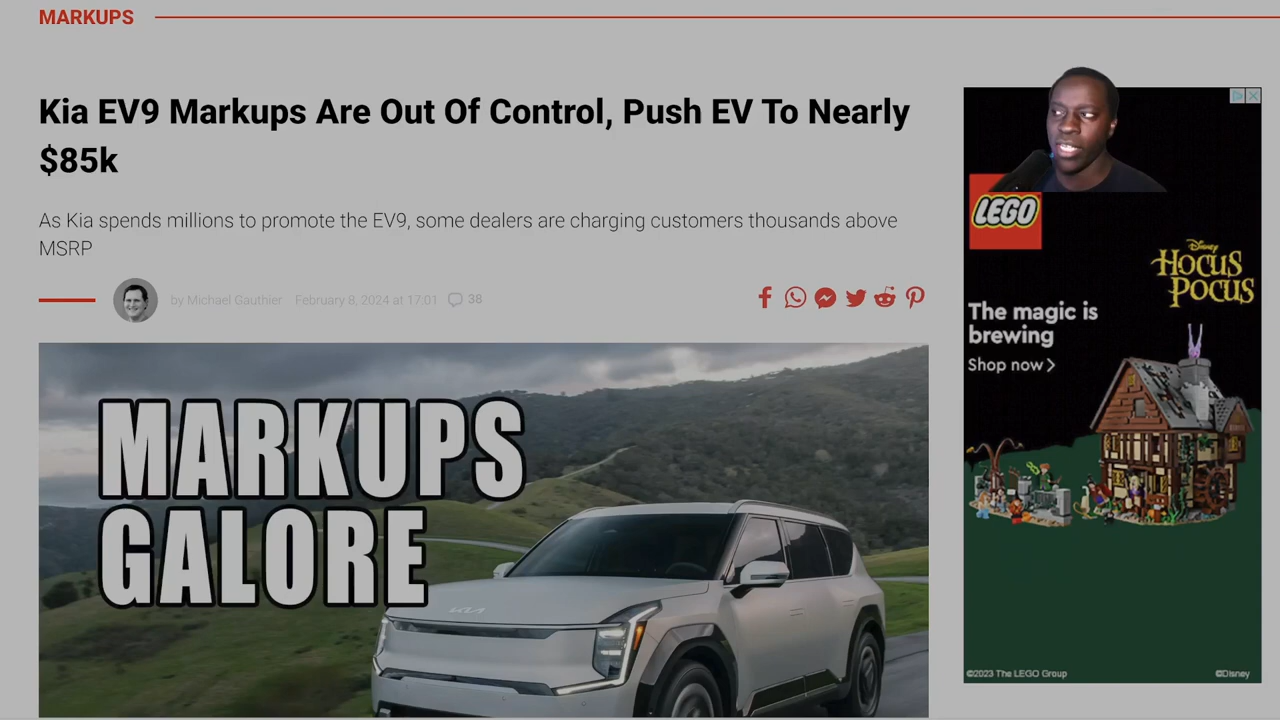 MARKUPS
Kia EV9 Markups Are Out Of Control, Push EV To Nearly
$85k
As Kia spends millions to promote the EV9, some dealers are charging customers thousands above
MSRP
by Michael Gauthier February 8, 2024 at 17:01 38
MARKUPS
GALORE
KIA
LEGO
Disney
HOCUS
POCUS
The magic is
brewing
Shop now >
©2023 The LEGO Group
©Disney